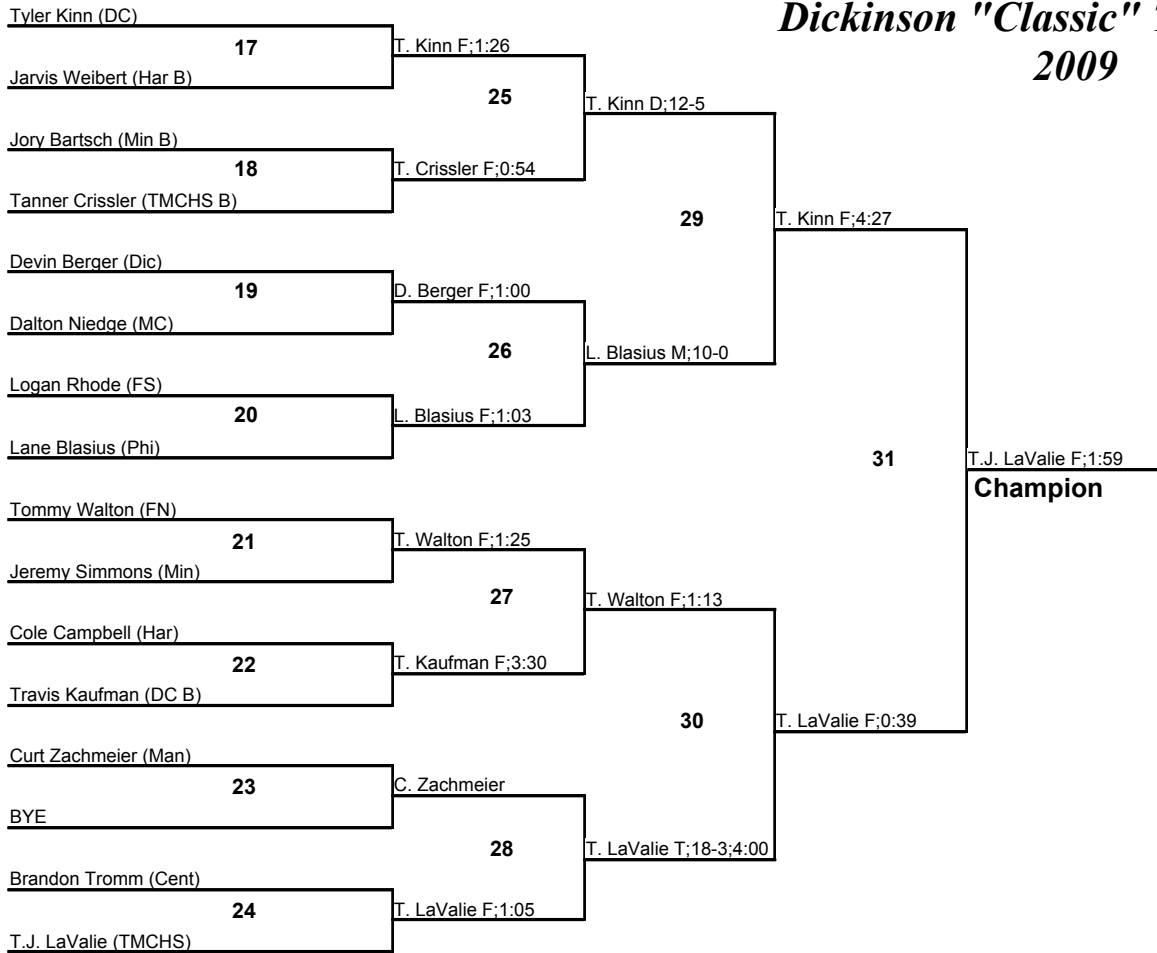 Dickinson "Classic"
2009
Tyler Kinn (DC)
17
T. Kinn F;1:26
Jarvis Weibert (Har B)
25
T. Kinn D;12-5
Jory Bartsch (Min B)
18
T. Crissler F;0:54
Tanner Crissler (TMCHS B)
29
T. Kinn F;4:27
Devin Berger (Dic)
19
D. Berger F;1:00
Dalton Niedge (MC)
26
L. Blasius M;10-0
Logan Rhode (FS)
20
L. Blasius F;1:03
Lane Blasius (Phi)
31
T.J. LaValie F;1:59
Champion
Tommy Walton (FN)
21
T. Walton F;1:25
Jeremy Simmons (Min)
27
T. Walton F;1:13
Cole Campbell (Har)
22
T. Kaufman F;3:30
Travis Kaufman (DC B)
30
T. LaValie F;0:39
Curt Zachmeier (Man)
23
C. Zachmeier
BYE
28
T. LaValie T;18-3;4:00
Brandon Tromm (Cent)
24
T. LaValie F;1:05
T.J. LaValie (TMCHS)